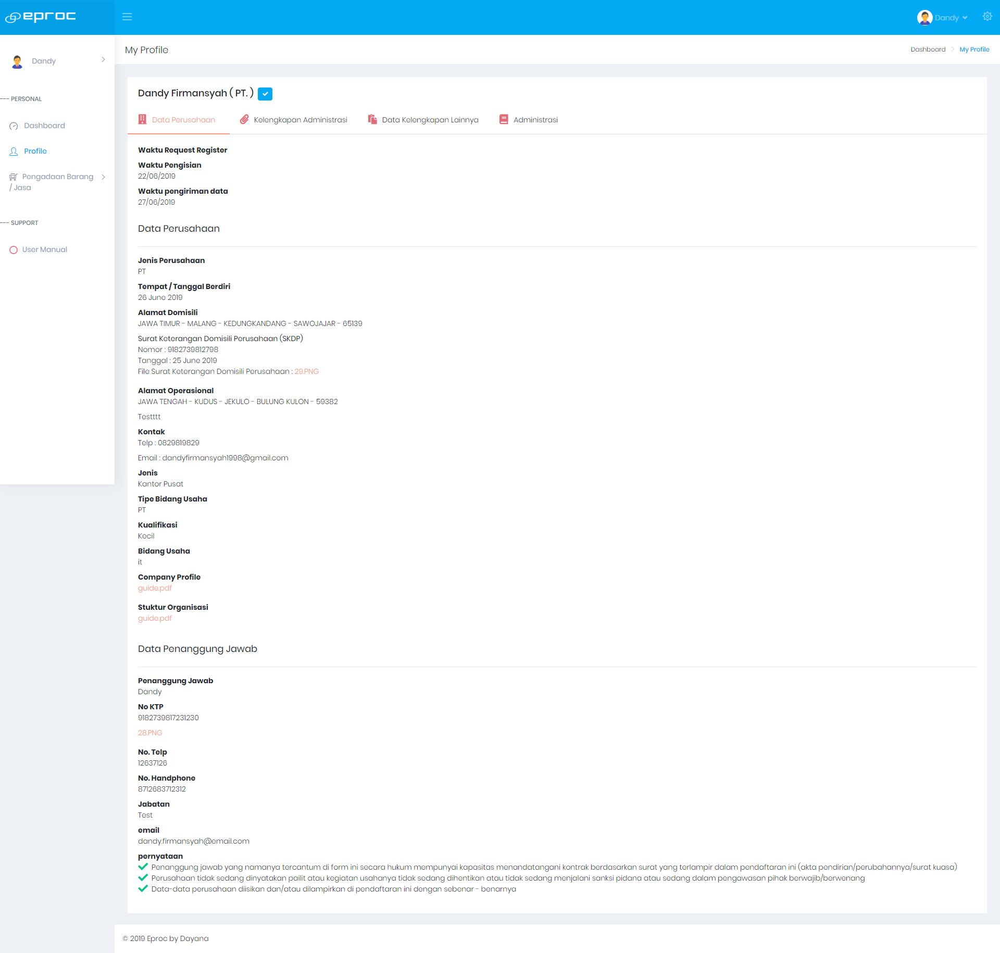 eproc
Dandy
My Profile
Dashboard
My Profile
Dandy
--- PERSONAL
Dashboard
Profile
Pengadaan Barang
/ Jasa
--- SUPPORT
User Manual
Dandy Firmansyah ( PT. )
Data Perusahaan
Kelengkapan Administrasi
Data Kelengkapan Lainnya
Administrasi
Waktu Request Register
Waktu Pengisian
22/06/2019
Waktu pengiriman data
27/06/2019
Data Perusahaan
Jenis Perusahaan
PT
Tempat / Tanggal Berdiri
26 June 2019
Alamat Domisili
JAWA TIMUR - MALANG - KEDUNGKANDANG - SAWOJAJAR - 65139
Surat Keterangan Domisili Perusahaan (SKDP)
Nomor : 9182739812798
Tanggal : 25 June 2019
File Surat Keterangan Domisili Perusahaan : 29.PNG
Alamat Operasional
JAWA TENGAH - KUDUS - JEKULO - BULUNG KULON - 59382
Testttt
Kontak
Telp : 0829819829
Email : dandyfirmansyah1998@gmail.com
Jenis
Kantor Pusat
Tipe Bidang Usaha
PT
Kualifikasi
Kecil
Bidang Usaha
it
Company Profile
guide.pdf
Stuktur Organisasi
guide.pdf
Data Penanggung Jawab
Penanggung Jawab
Dandy
No KTP
9182739817231230
28.PNG
No. Telp
12637126
No. Handphone
8712683712312
Jabatan
Test
email
dandy.firmansyah@email.com
pernyataan
Penanggung jawab yang namanya tercantum di form ini secara hukum mempunyai kapasitas menandatangani kontrak berdasarkan surat yang terlampir dalam pendaftaran ini (akta pendirian/perubahannya/surat kuasa)
Perusahaan tidak sedang dinyatakan pailit atau kegiatan usahanya tidak sedang dihentikan atau tidak sedang menjalani sanksi pidana atau sedang dalam pengawasan pihak berwajib/berwenang
Data-data perusahaan diisikan dan/atau dilampirkan di pendaftaran ini dengan sebenar - benarnya
© 2019 Eproc by Dayana